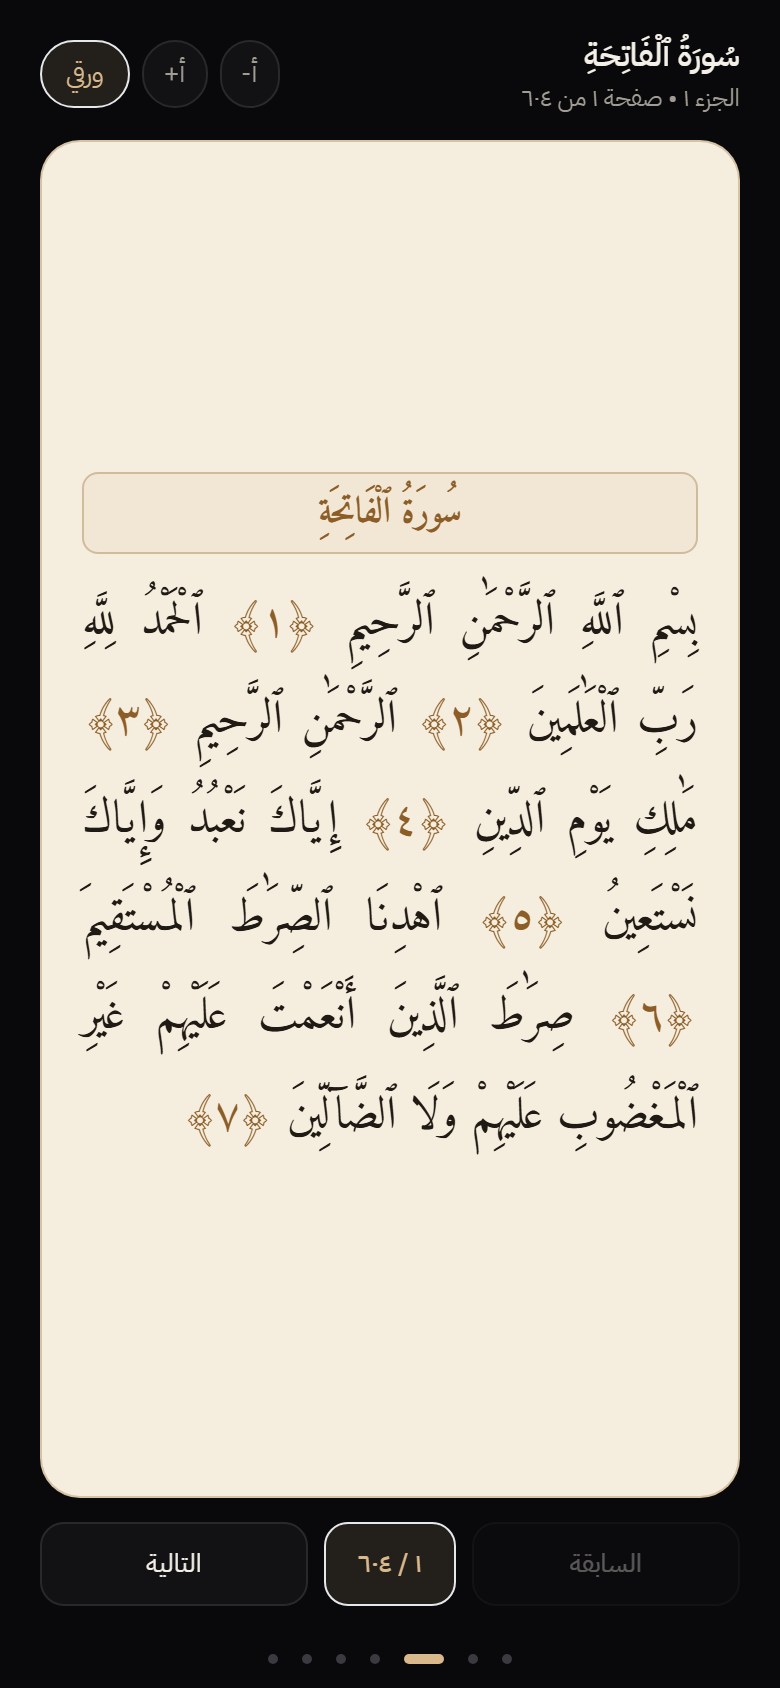 سُورَةُ ٱلْفَاتِحَةِ
الجزء ١ • صفحة ١ من ٦٠٤
أ-
أ+
ورقي
سُورَةُ ٱلْفَاتِحَةِ
بِسْمِ ٱللَّهِ ٱلرَّحْمَٰنِ ٱلرَّحِيمِ ﴿١﴾ ٱلْحَمْدُ لِلَّهِ
رَبِّ ٱلْعَٰلَمِينَ ﴿٢﴾ ٱلرَّحْمَٰنِ ٱلرَّحِيمِ ﴿٣﴾
مَٰلِكِ يَوْمِ ٱلدِّينِ ﴿٤﴾ إِيَّاكَ نَعْبُدُ وَإِيَّاكَ
نَسْتَعِينُ ﴿٥﴾ ٱهْدِنَا ٱلصِّرَٰطَ ٱلْمُسْتَقِيمَ
﴿٦﴾ صِرَٰطَ ٱلَّذِينَ أَنْعَمْتَ عَلَيْهِمْ غَيْرِ
ٱلْمَغْضُوبِ عَلَيْهِمْ وَلَا ٱلضَّآلِّينَ ﴿٧﴾
السابقة
١ / ٦٠٤
التالية